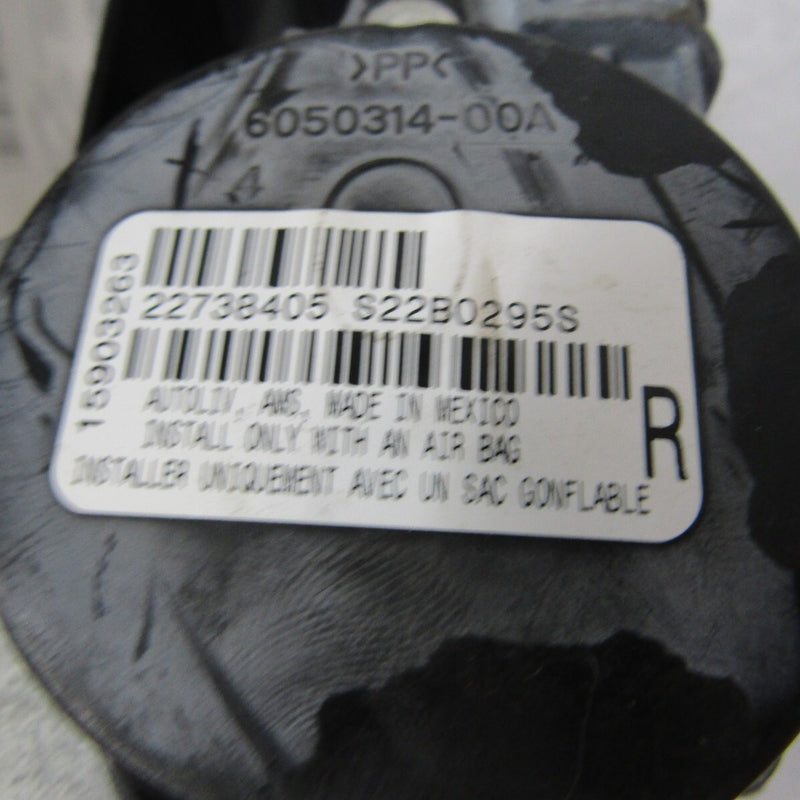 >PP<
6050314-00A
4
15903263
22738405 S22B0295S
AUTOLIV, AMS, MADE IN MEXICO
INSTALL ONLY WITH AN AIR BAG
INSTALLER UNIQUEMENT AVEC UN SAC GONFLABLE
R